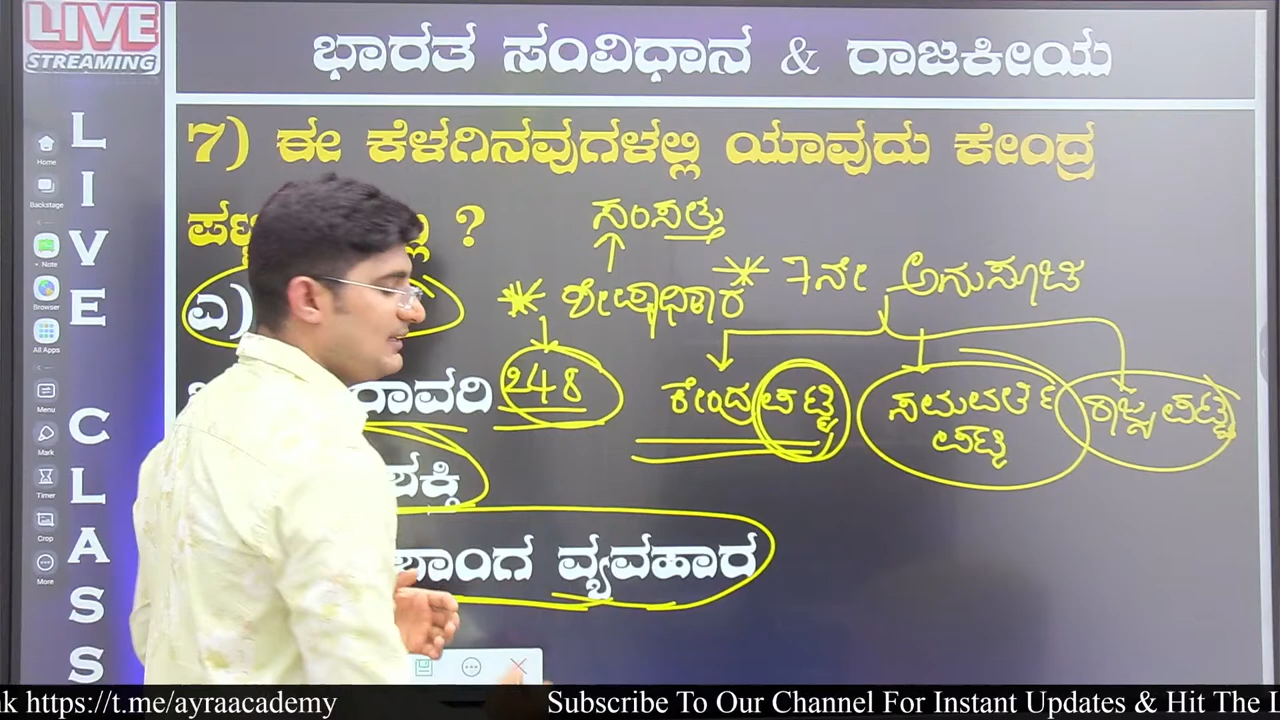 LIVE
STREAMING
ಭಾರತ ಸಂವಿಧಾನ & ರಾಜಕೀಯ
7) ಈ ಕೆಳಗಿನವುಗಳಲ್ಲಿ ಯಾವುದು ಕೇಂದ್ರ
?
ಸಂಸತ್ತು
7ನೇ ಅನುಸೂಚಿ
ಎ)
ರಾವರಿ
248
ಕೇಂದ್ರ ಪಟ್ಟಿ
ಸಮವರ್ತಿ
ಪಟ್ಟಿ
ರಾಜ್ಯ ಪಟ್ಟಿ
ಶಕ್ತಿ
ವ್ಯವಹಾರ
LIVE CLASS
Home
Backstage
Note
Browser
All Apps
Menu
Mark
Timer
Crop
More
nk https://t.me/ayraacademy
Subscribe To Our Channel For Instant Updates & Hit The